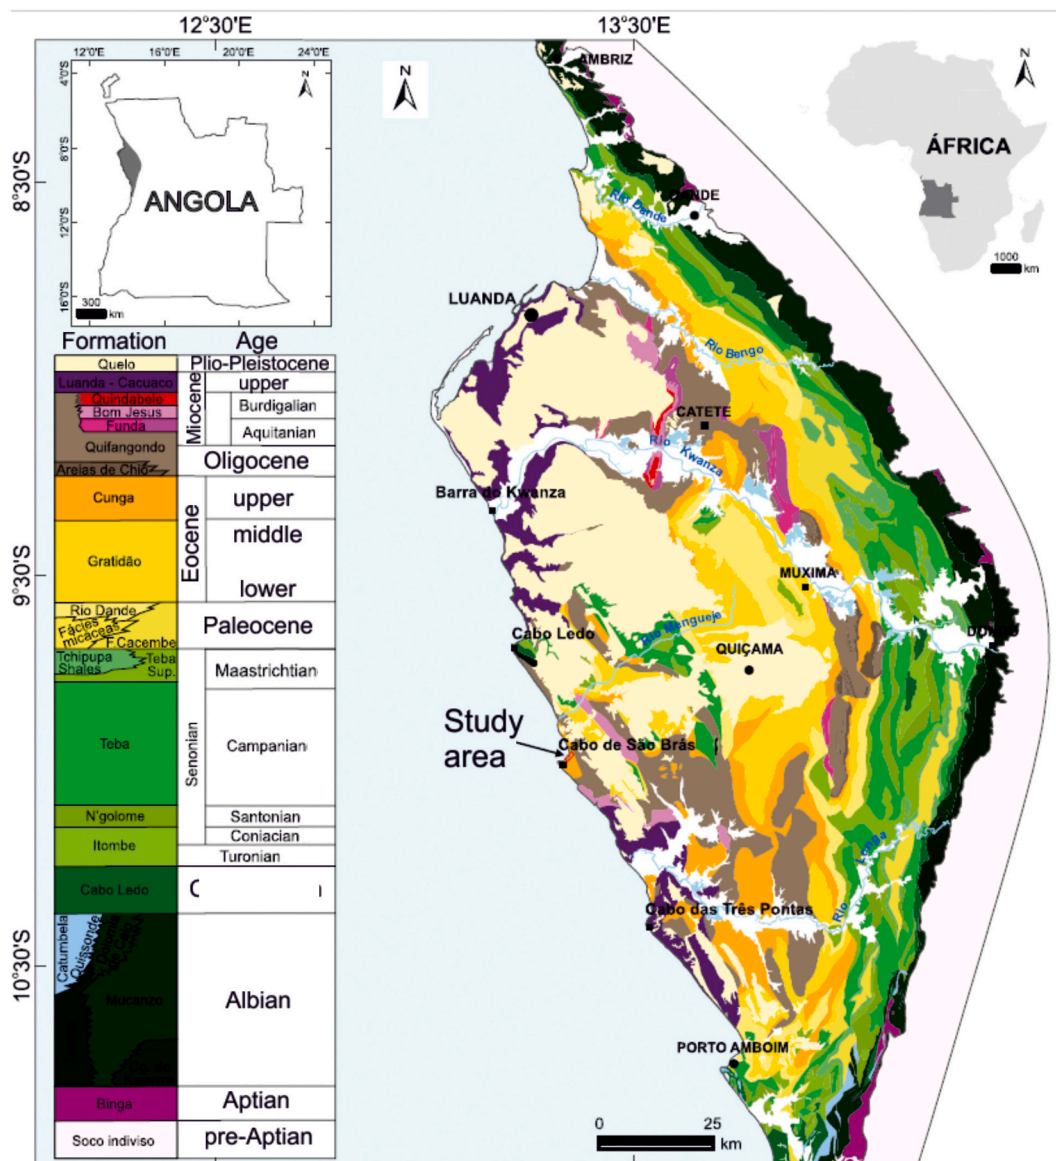 12°30'E
13°30'E
8°30'S
9°30'S
10°30'S
12°0'E
16°0'E
20°0'E
24°0'E
4°0'S
8°0'S
12°0'S
16°0'S
N
ANGOLA
300
km
N
N
ÁFRICA
1000
km
Formation
Age
Quelo
Plio-Pleistocene
Luanda - Cacuaco
upper
Miocene
Quindabele
Burdigalian
Bom Jesus
Funda
Aquitanian
Quifangondo
Oligocene
Areias de Chio
Cunga
upper
Eocene
middle
Gratidão
lower
Rio Dande
Fácies
micáceas
F.Cacembe
Paleocene
Tchipupa
Shales
Teba
Sup.
Maastrichtian
Teba
Senonian
Campanian
N'golome
Santonian
Itombe
Coniacian
Turonian
Cabo Ledo
Catumbela
Quissonde
Mucanzo
Albian
Binga
Aptian
Soco indiviso
pre-Aptian
AMBRIZ
Rio Dande
LUANDA
Rio Bengo
CATETE
Rio Kwanza
Barra do Kwanza
MUXIMA
Cabo Ledo
Rio Mengueje
QUIÇAMA
Study
area
Cabo de São Brás
Rio Longa
Cabo das Três Pontas
PORTO AMBOIM
0
25
km